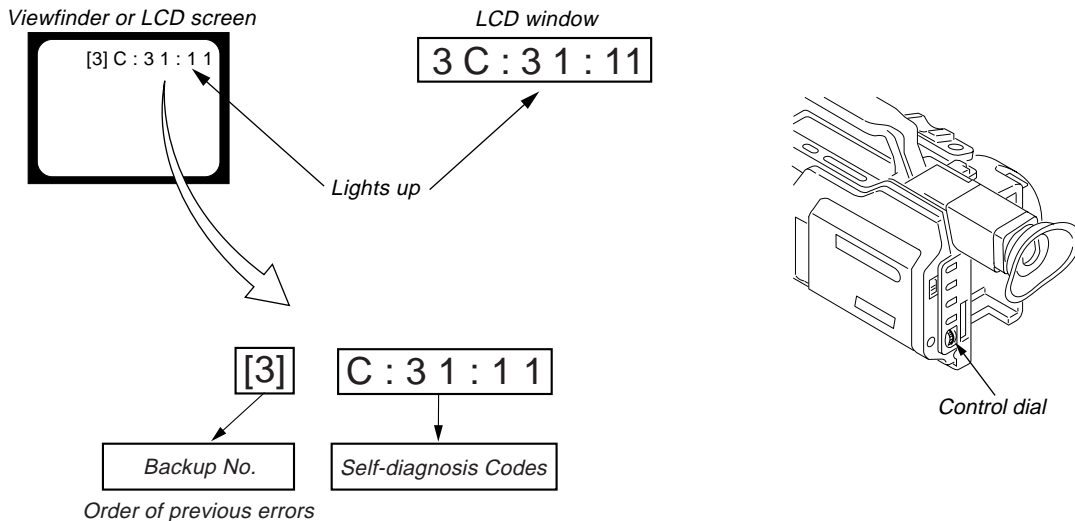 Viewfinder or LCD screen
[3] C : 3 1 : 1 1
LCD window
3 C : 3 1 : 11
Lights up
[3]
C : 3 1 : 1 1
Control dial
Backup No.
Self-diagnosis Codes
Order of previous errors